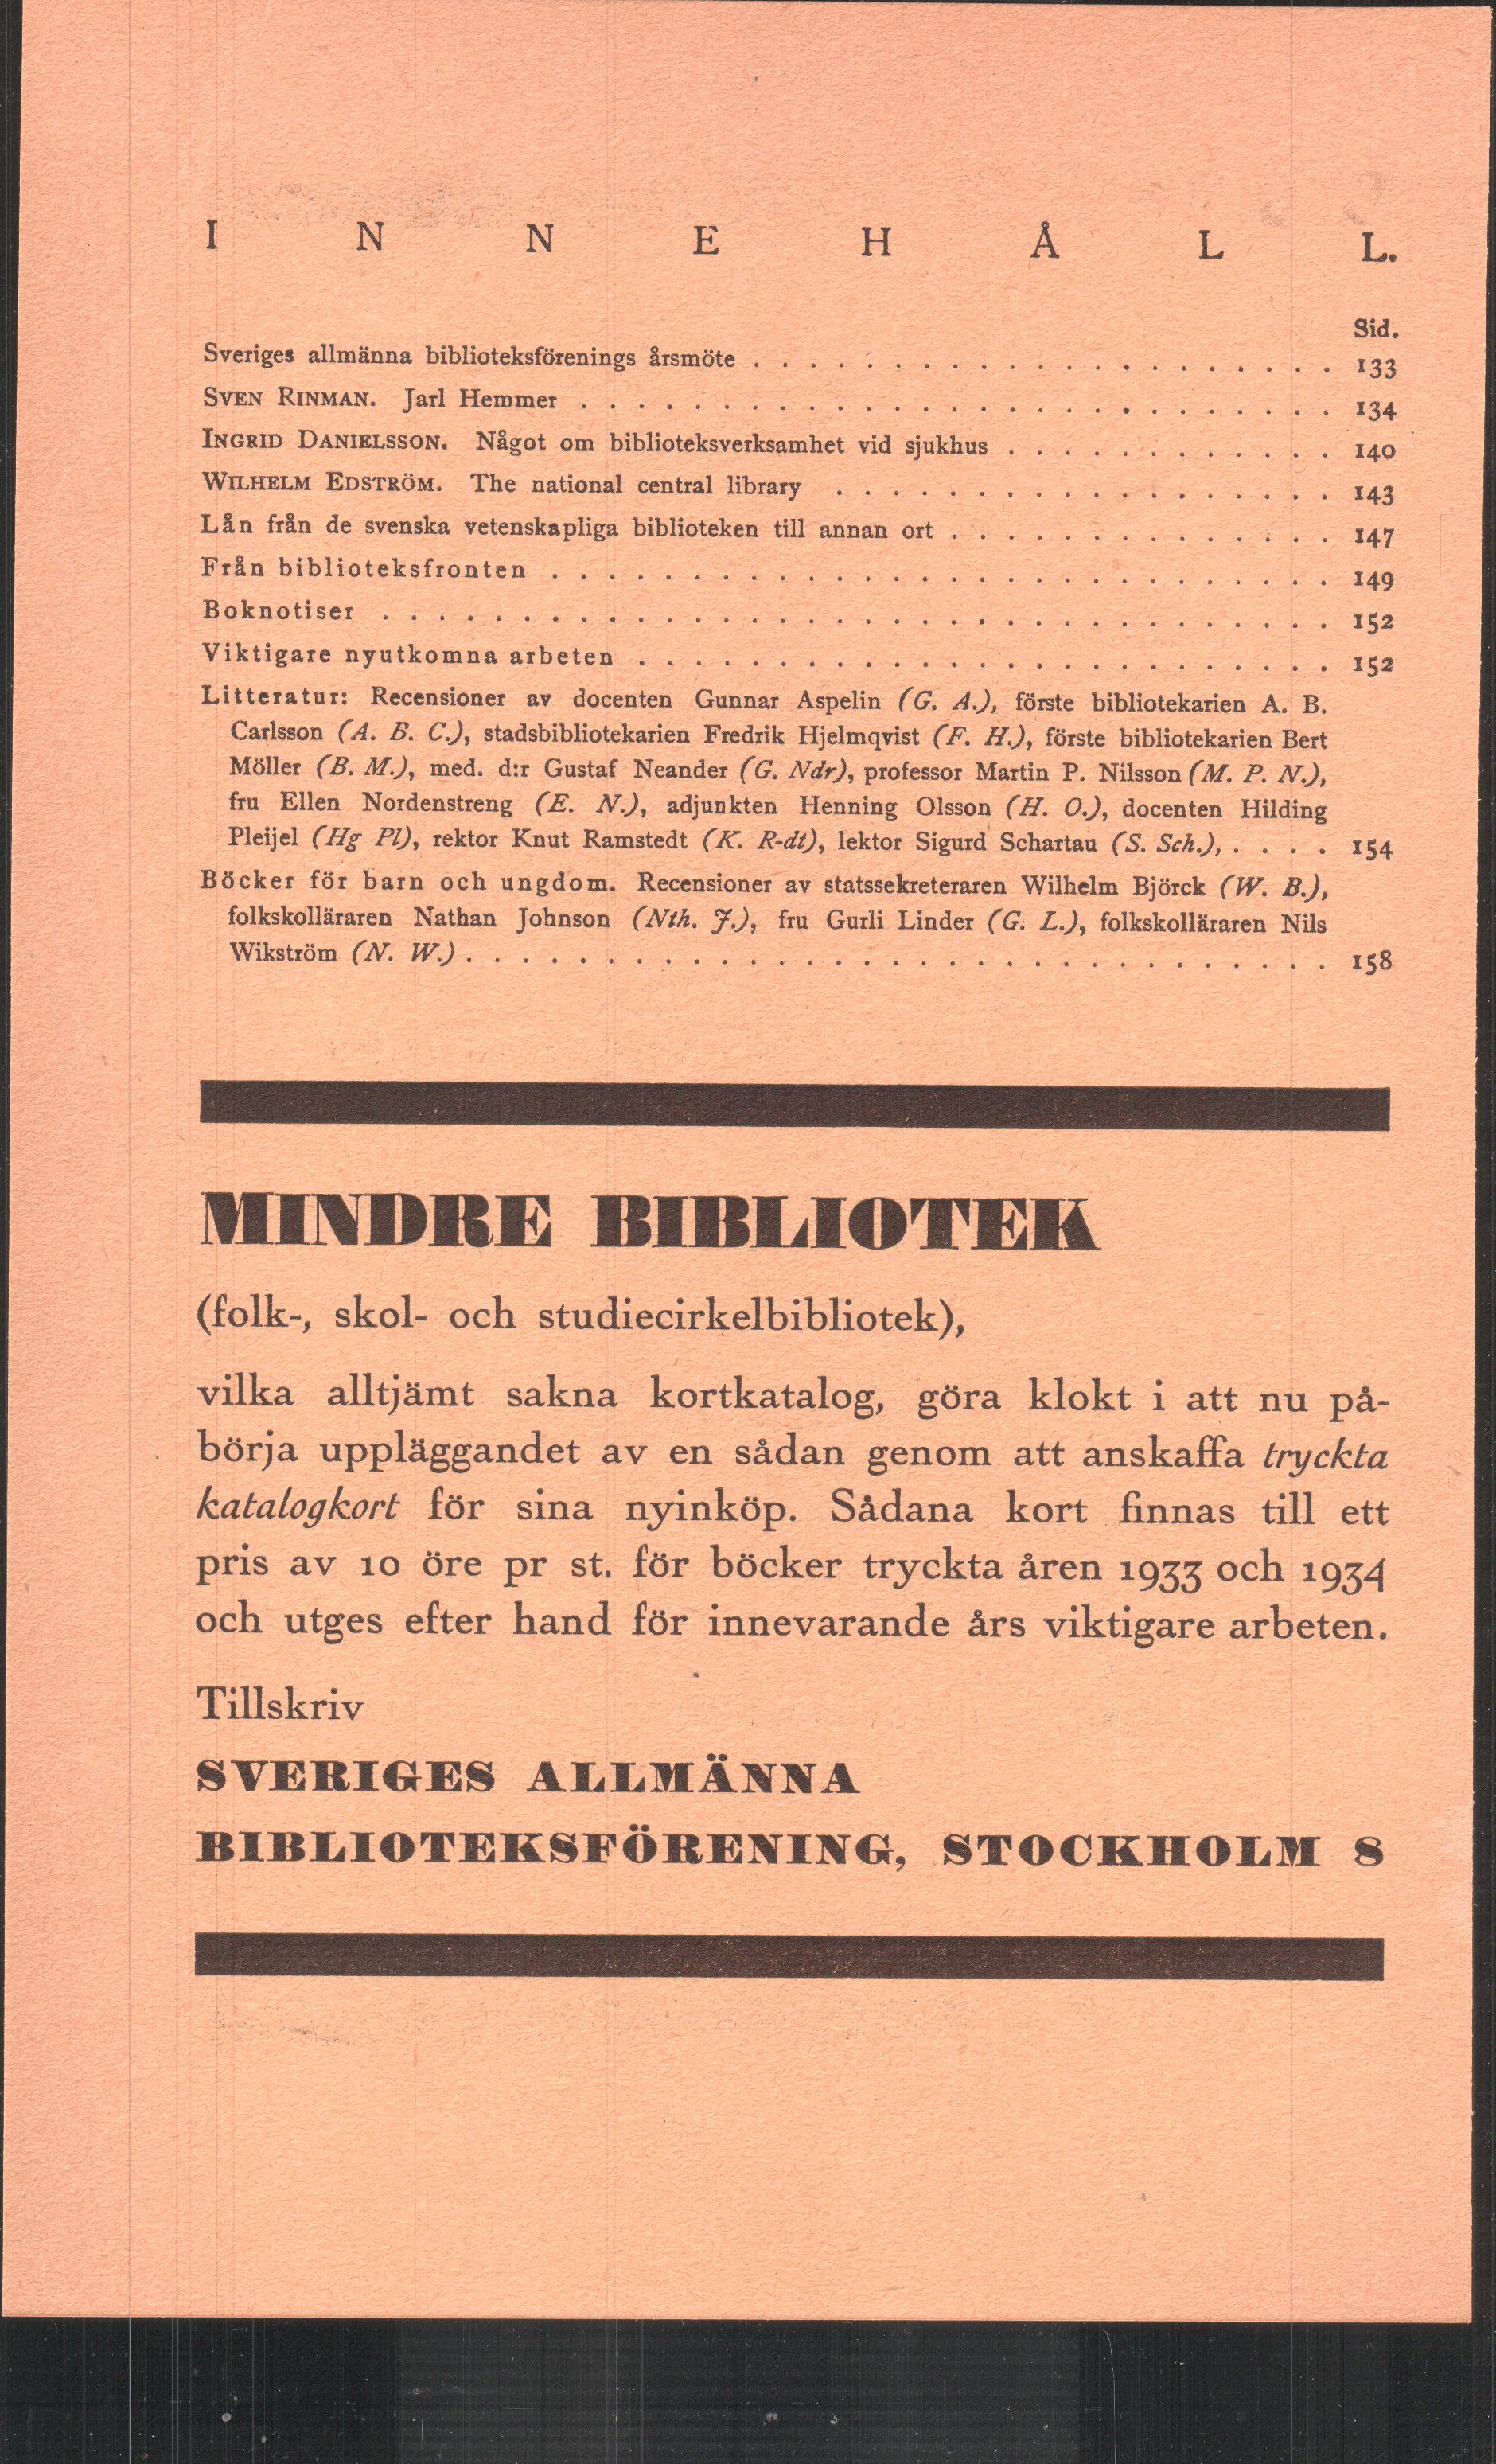 I N N E H Å L L.
Sid.
Sveriges allmänna biblioteksförenings årsmöte . . . . . . . . . . . . . . . . . . . . . 133
SVEN RINMAN. Jarl Hemmer . . . . . . . . . . . . . . . . . . . . . . . . . . . 134
INGRID DANIELSSON. Något om biblioteksverksamhet vid sjukhus . . . . . . . . . . . . 140
WILHELM EDSTRÖM. The national central library . . . . . . . . . . . . . . . . . . 143
Lån från de svenska vetenskapliga biblioteken till annan ort . . . . . . . . . . . . . . 147
Från biblioteksfronten . . . . . . . . . . . . . . . . . . . . . . . . . . . . 149
Boknotiser . . . . . . . . . . . . . . . . . . . . . . . . . . . . . . . . . . 152
Viktigare nyutkomna arbeten . . . . . . . . . . . . . . . . . . . . . . . . . 152
Litteratur: Recensioner av docenten Gunnar Aspelin (G. A.), förste bibliotekarien A. B.
Carlsson (A. B. C.), stadsbibliotekarien Fredrik Hjelmqvist (F. H.), förste bibliotekarien Bert
Möller (B. M.), med. d:r Gustaf Neander (G. Ndr), professor Martin P. Nilsson (M. P. N.),
fru Ellen Nordenstreng (E. N.), adjunkten Henning Olsson (H. O.), docenten Hilding
Pleijel (Hg Pl), rektor Knut Ramstedt (K. R-dt), lektor Sigurd Schartau (S. Sch.), . . . . 154
Böcker för barn och ungdom. Recensioner av statssekreteraren Wilhelm Björck (W. B.),
folkskolläraren Nathan Johnson (Nth. J.), fru Gurli Linder (G. L.), folkskolläraren Nils
Wikström (N. W.) . . . . . . . . . . . . . . . . . . . . . . . . . . . . . . . 158
MINDRE BIBLIOTEK
(folk-, skol- och studiecirkelbibliotek),
vilka alltjämt sakna kortkatalog, göra klokt i att nu på-
börja uppläggandet av en sådan genom att anskaffa tryckta
katalogkort för sina nyinköp. Sådana kort finnas till ett
pris av 10 öre pr st. för böcker tryckta åren 1933 och 1934
och utges efter hand för innevarande års viktigare arbeten.
Tillskriv
SVERIGES ALLMÄNNA
BIBLIOTEKSFÖRENING, STOCKHOLM 8